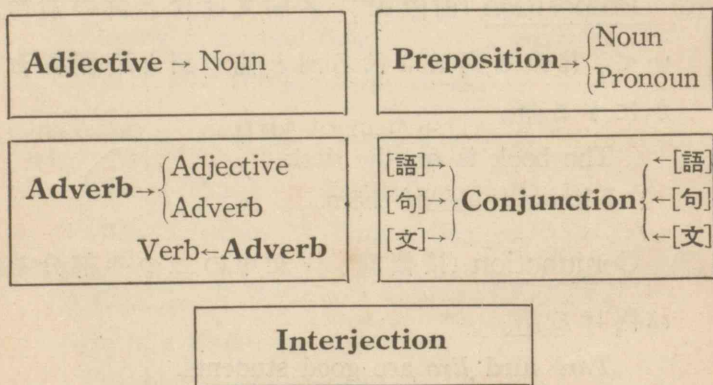 Adjective → Noun
Preposition→{Noun
Pronoun
Adverb→{Adjective
Adverb
Verb←Adverb
[語]→ ←[語]
[句]→}Conjunction{←[句]
[文]→ ←[文]
Interjection